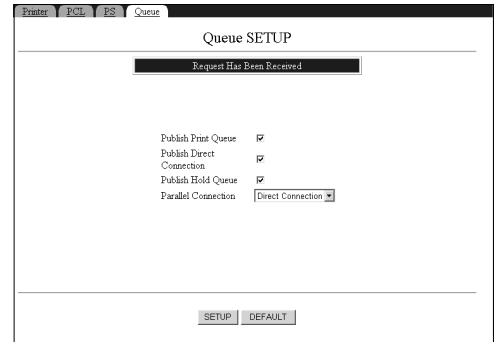 Printer PCL PS Queue
Queue SETUP
Request Has Been Received
Publish Print Queue
Publish Direct
Connection
Publish Hold Queue
Parallel Connection Direct Connection
SETUP DEFAULT